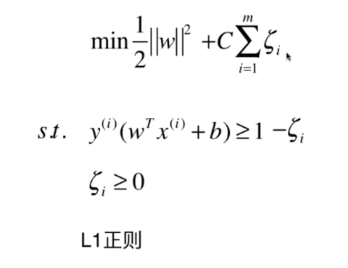 min 1/2 ||w||² + C ∑_{i=1}^{m} ζ_i
s.t. y^{(i)}(w^T x^{(i)} + b) ≥ 1 − ζ_i
ζ_i ≥ 0
L1正则